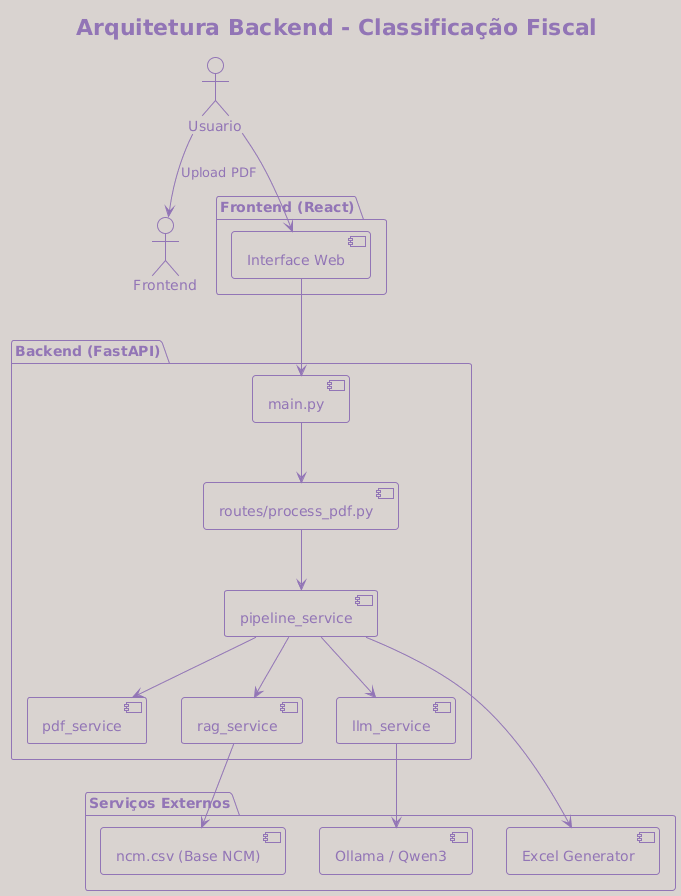 Arquitetura Backend - Classificação Fiscal
Usuario
Upload PDF
Frontend (React)
Interface Web
Frontend
Backend (FastAPI)
main.py
routes/process_pdf.py
pipeline_service
pdf_service
rag_service
llm_service
Serviços Externos
ncm.csv (Base NCM)
Ollama / Qwen3
Excel Generator